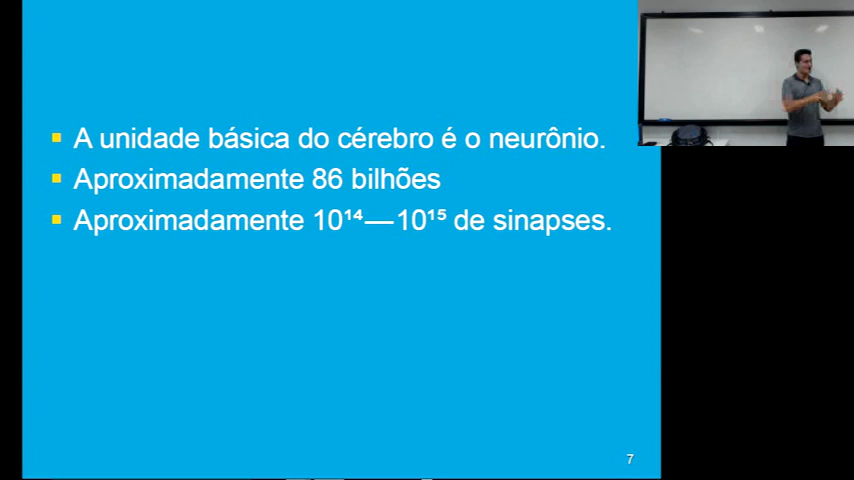 A unidade básica do cérebro é o neurônio.
Aproximadamente 86 bilhões
Aproximadamente 10¹⁴—10¹⁵ de sinapses.
7